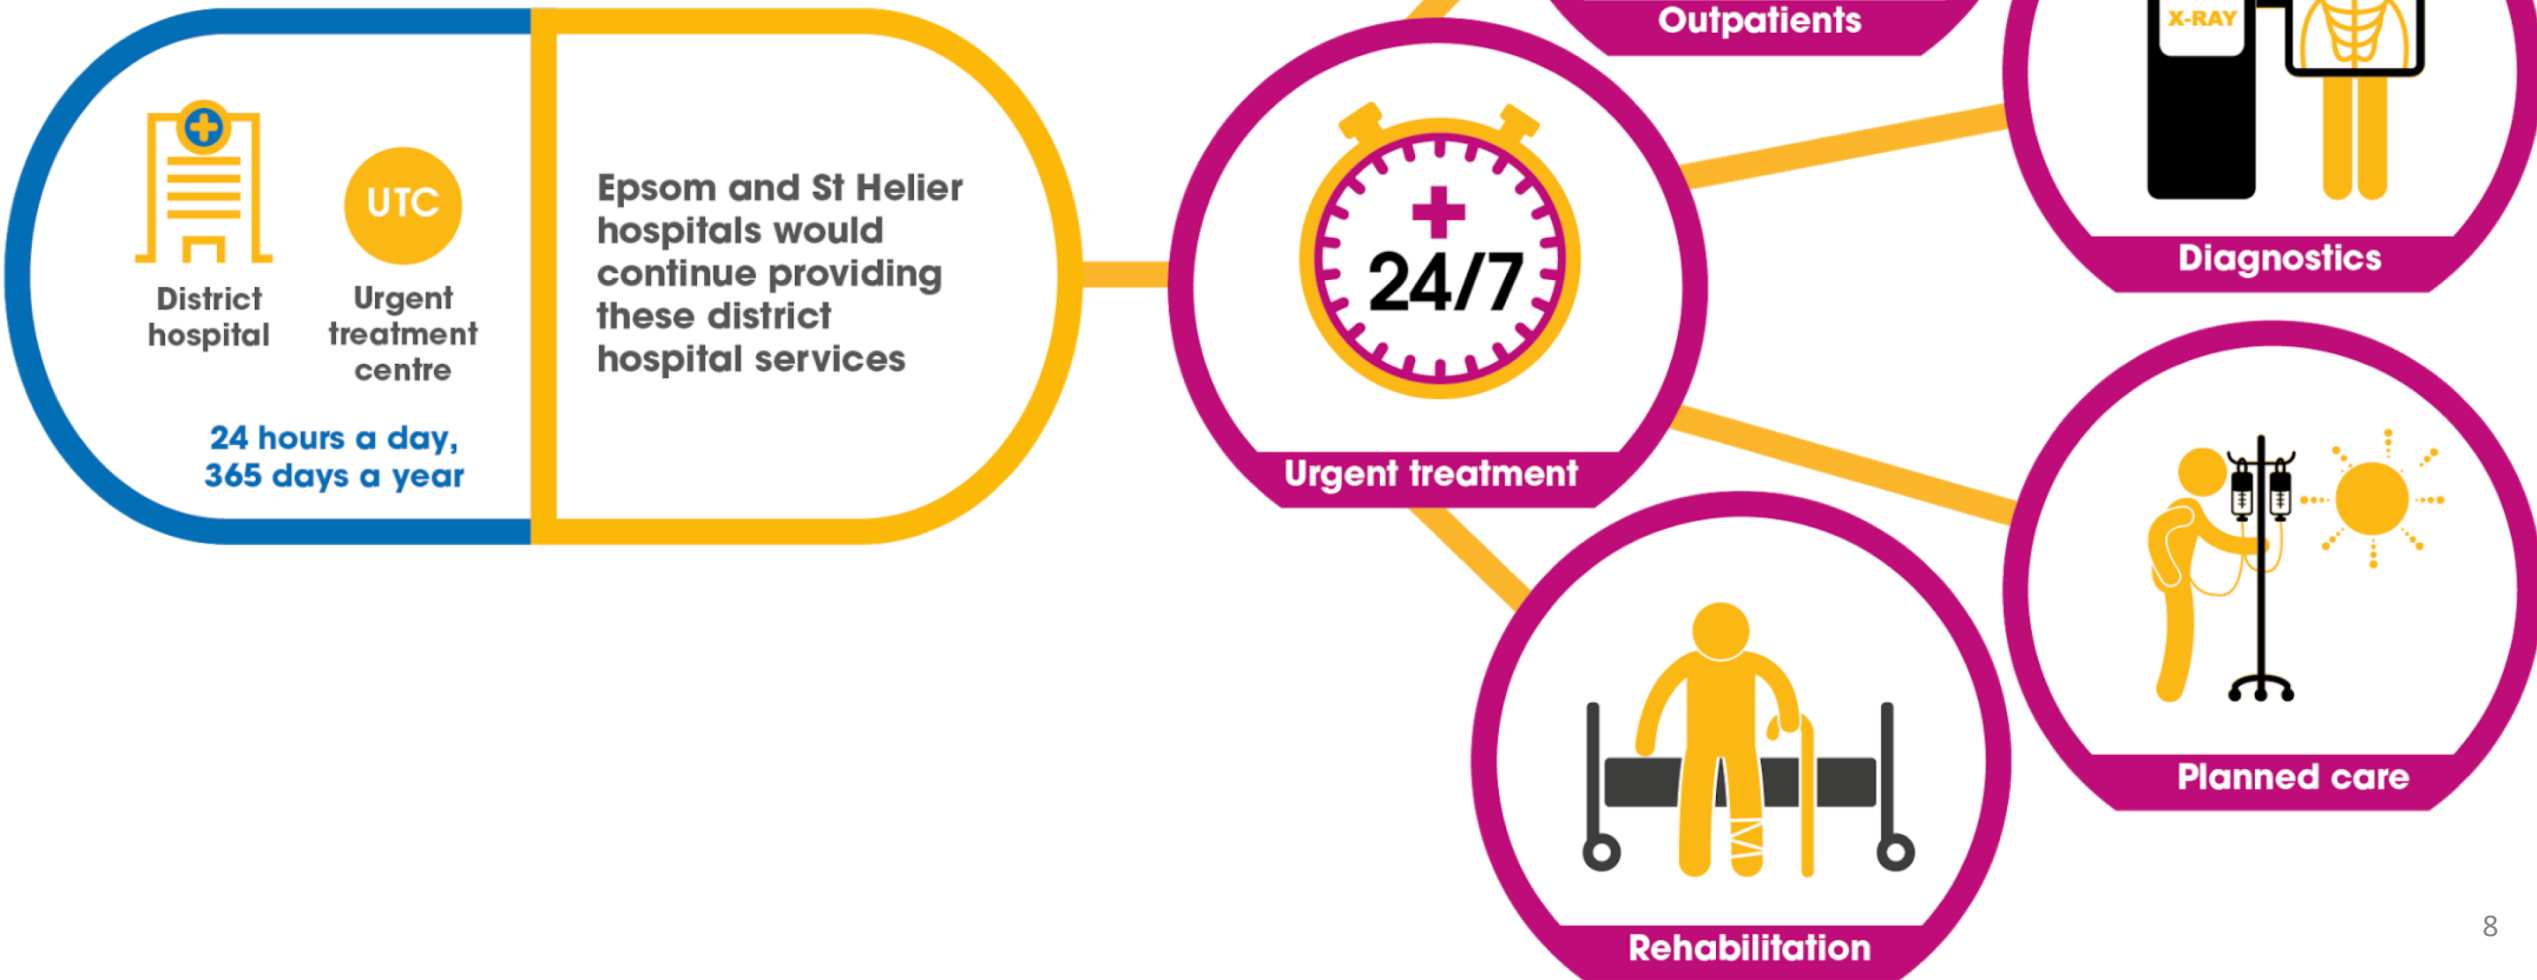 UTC
District
hospital
Urgent
treatment
centre
24 hours a day,
365 days a year
Epsom and St Helier
hospitals would
continue providing
these district
hospital services
Outpatients
24/7
Urgent treatment
X-RAY
Diagnostics
Planned care
Rehabilitation
8